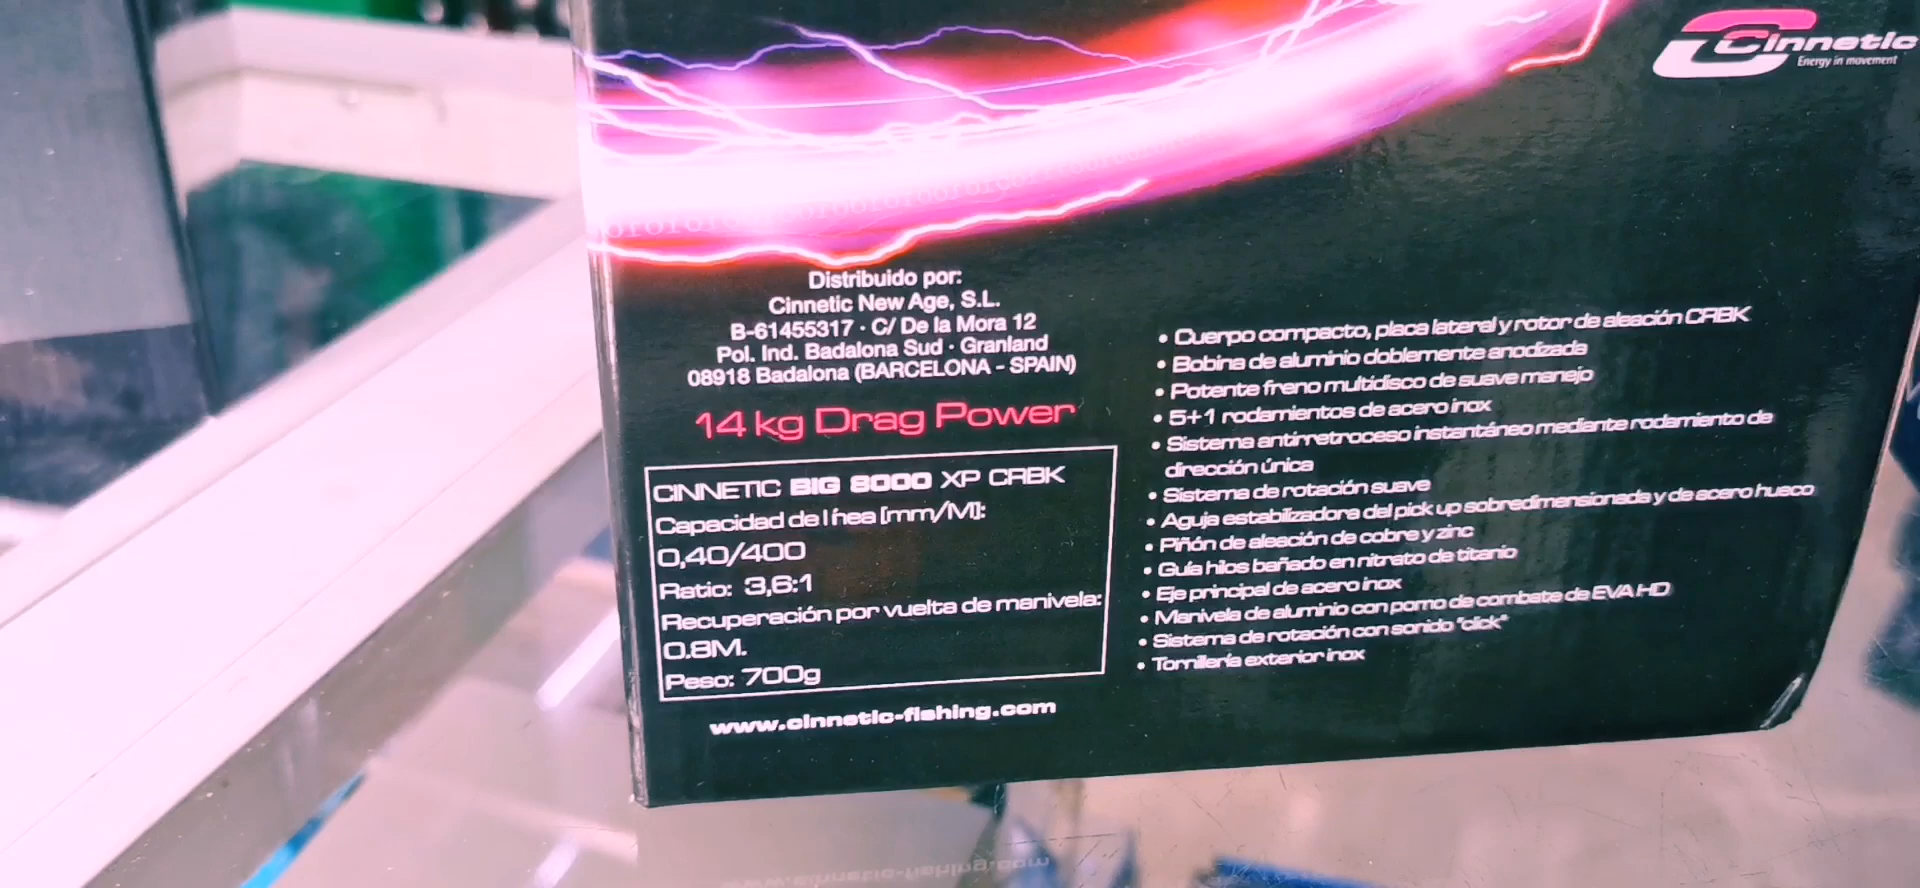 Cinnetic
Energy in movement
Distribuido por:
Cinnetic New Age, S.L.
B-61455317 · C/ De la Mora 12
Pol. Ind. Badalona Sud · Granland
08918 Badalona (BARCELONA - SPAIN)
14 kg Drag Power
CINNETIC BIG 8000 XP CRBK
Capacidad de línea (mm/M):
0,40/400
Ratio: 3,6:1
Recuperación por vuelta de manivela:
0.8M.
Peso: 700g
www.cinnetic-fishing.com
• Cuerpo compacto, placa lateral y rotor de aleación CRBK
• Bobina de aluminio doblemente anodizada
• Potente freno multidisco de suave manejo
• 5+1 rodamientos de acero inox
• Sistema antirretroceso instantáneo mediante rodamiento de
dirección única
• Sistema de rotación suave
• Aguja estabilizadora del pick up sobredimensionada y de acero hueco
• Piñón de aleación de cobre y zinc
• Guía hilos bañado en nitrato de titanio
• Eje principal de acero inox
• Manivela de aluminio con pomo de combate de EVA HD
• Sistema de rotación con sonido "click"
• Tornillería exterior inox